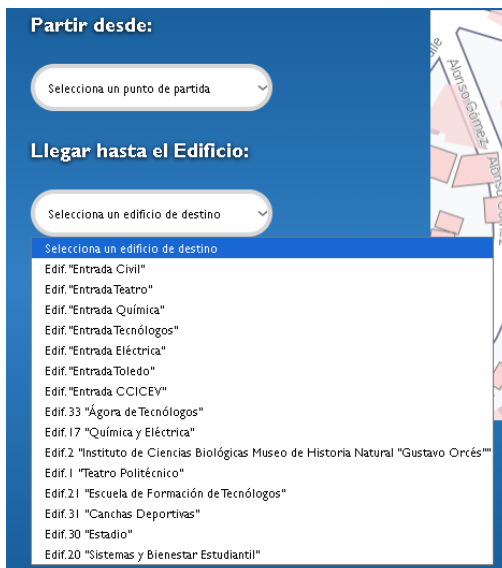 Partir desde:
Selecciona un punto de partida
Llegar hasta el Edificio:
Selecciona un edificio de destino
Selecciona un edificio de destino
Edif."Entrada Civil"
Edif."Entrada Teatro"
Edif."Entrada Química"
Edif."Entrada Tecnólogos"
Edif."Entrada Eléctrica"
Edif."Entrada Toledo"
Edif."Entrada CCICEV"
Edif.33 "Ágora de Tecnólogos"
Edif.17 "Química y Eléctrica"
Edif.2 "Instituto de Ciencias Biológicas Museo de Historia Natural "Gustavo Orcés""
Edif.1 "Teatro Politécnico"
Edif.21 "Escuela de Formación de Tecnólogos"
Edif.31 "Canchas Deportivas"
Edif.30 "Estadio"
Edif.20 "Sistemas y Bienestar Estudiantil"
Alonso Gómez